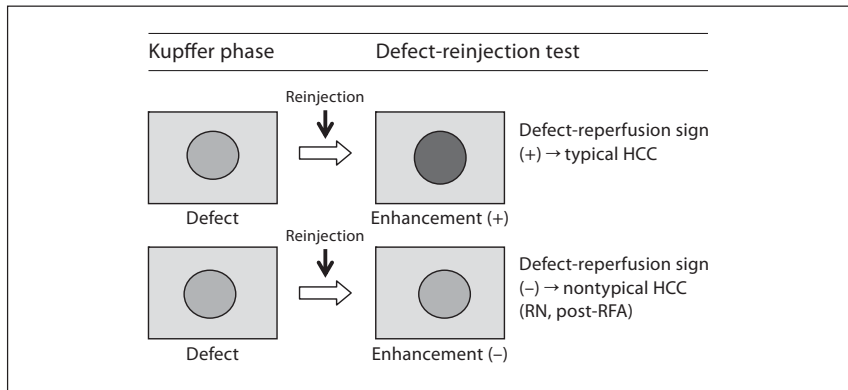 Kupffer phase
Defect-reinjection test
Reinjection
Defect
Enhancement (+)
Defect-reperfusion sign
(+) → typical HCC
Reinjection
Defect
Enhancement (–)
Defect-reperfusion sign
(–) → nontypical HCC
(RN, post-RFA)